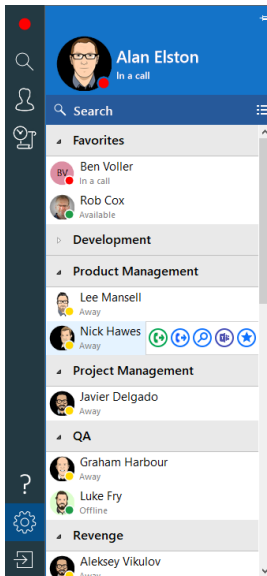 Alan Elston
In a call
Search
Favorites
BV
Ben Voller
In a call
Rob Cox
Available
Development
Product Management
Lee Mansell
Away
Nick Hawes
Away
Project Management
Javier Delgado
Away
QA
Graham Harbour
Away
Luke Fry
Offline
?
Revenge
Aleksey Vikulov
Away